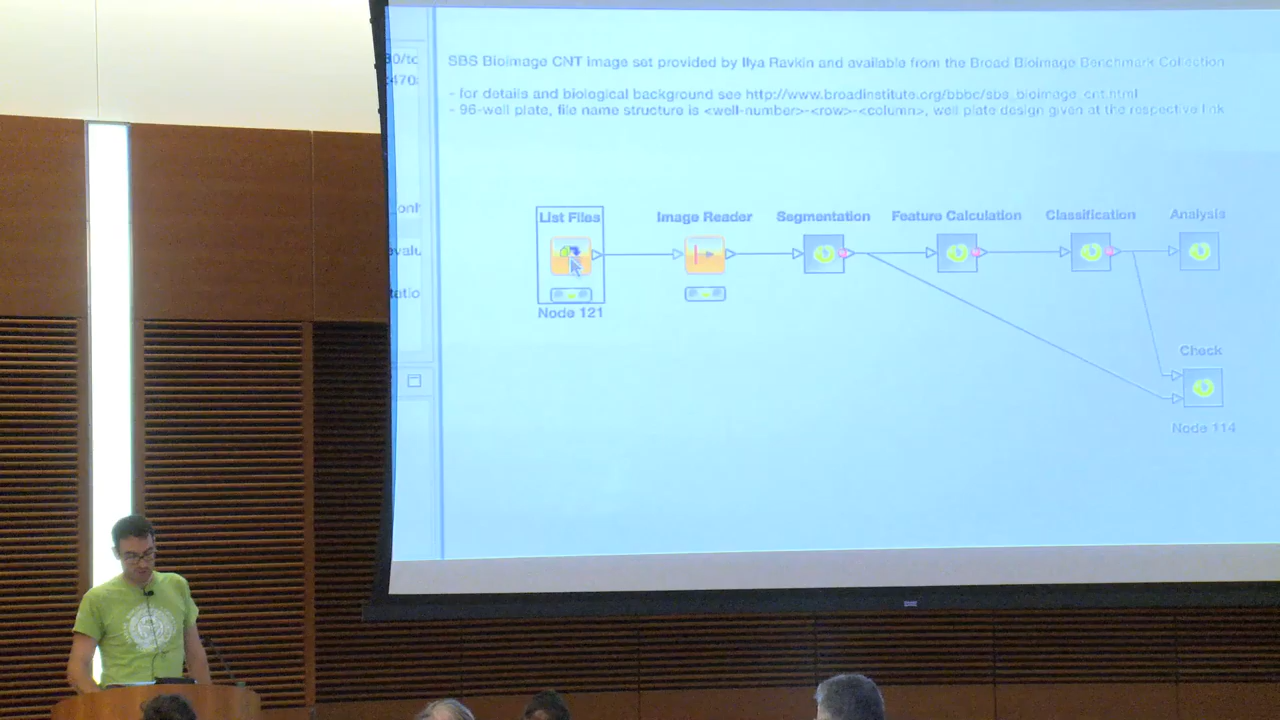 SBS Bioimage CNT image set provided by Ilya Ravkin and available from the Broad Bioimage Benchmark Collection
- for details and biological background see http://www.broadinstitute.org/bbbc/sbs_bioimage_cnt.html
- 96-well plate, file name structure is <well-number>-<row>-<column>, well plate design given at the respective link
List Files
Image Reader
Segmentation
Feature Calculation
Classification
Analysis
Node 121
Check
Node 114